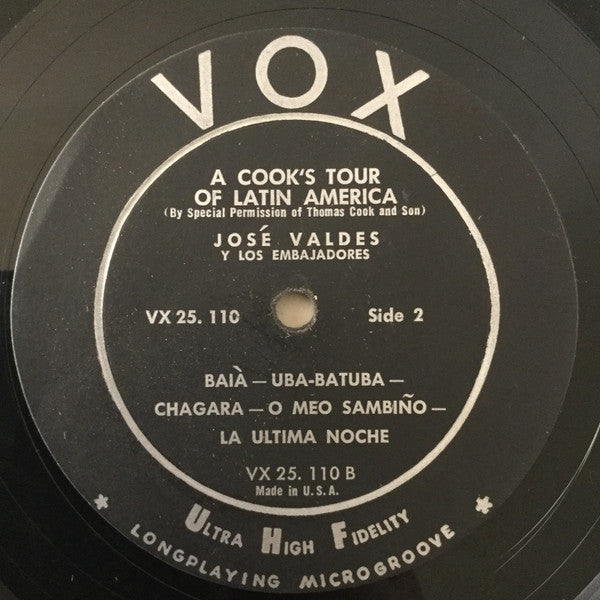 VOX
A COOK'S TOUR
OF LATIN AMERICA
(By Special Permission of Thomas Cook and Son)
JOSÉ VALDES
Y LOS EMBAJADORES
VX 25. 110 Side 2
BAIÀ — UBA-BATUBA —
CHAGARA — O MEO SAMBIÑO —
LA ULTIMA NOCHE
VX 25. 110 B
Made in U.S.A.
* ULTRA HIGH FIDELITY *
LONGPLAYING MICROGROOVE